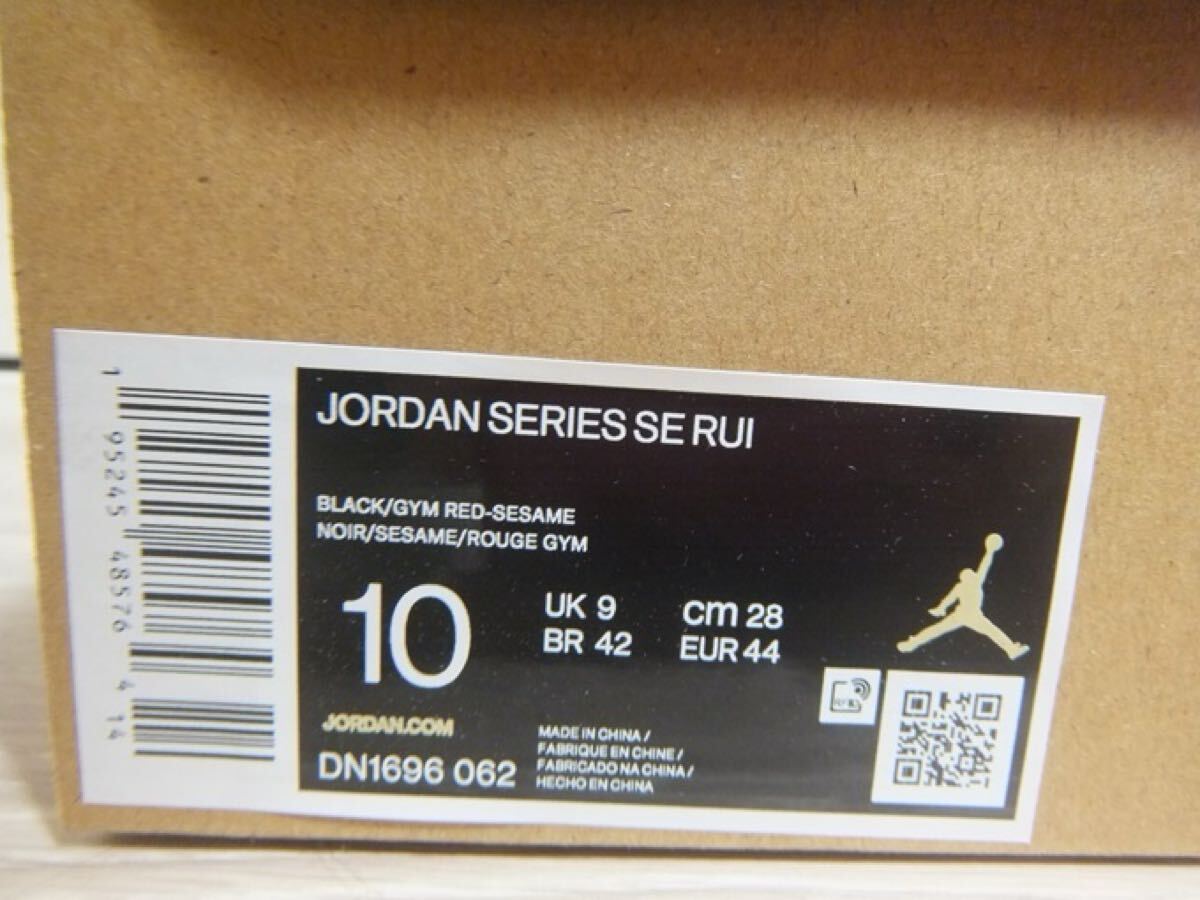 JORDAN SERIES SE RUI
BLACK/GYM RED-SESAME
NOIR/SESAME/ROUGE GYM
10
UK 9
BR 42
cm 28
EUR 44
JORDAN.COM
DN1696 062
MADE IN CHINA /
FABRIQUE EN CHINE /
FABRICADO NA CHINA /
HECHO EN CHINA
1 95245 48576 4 14